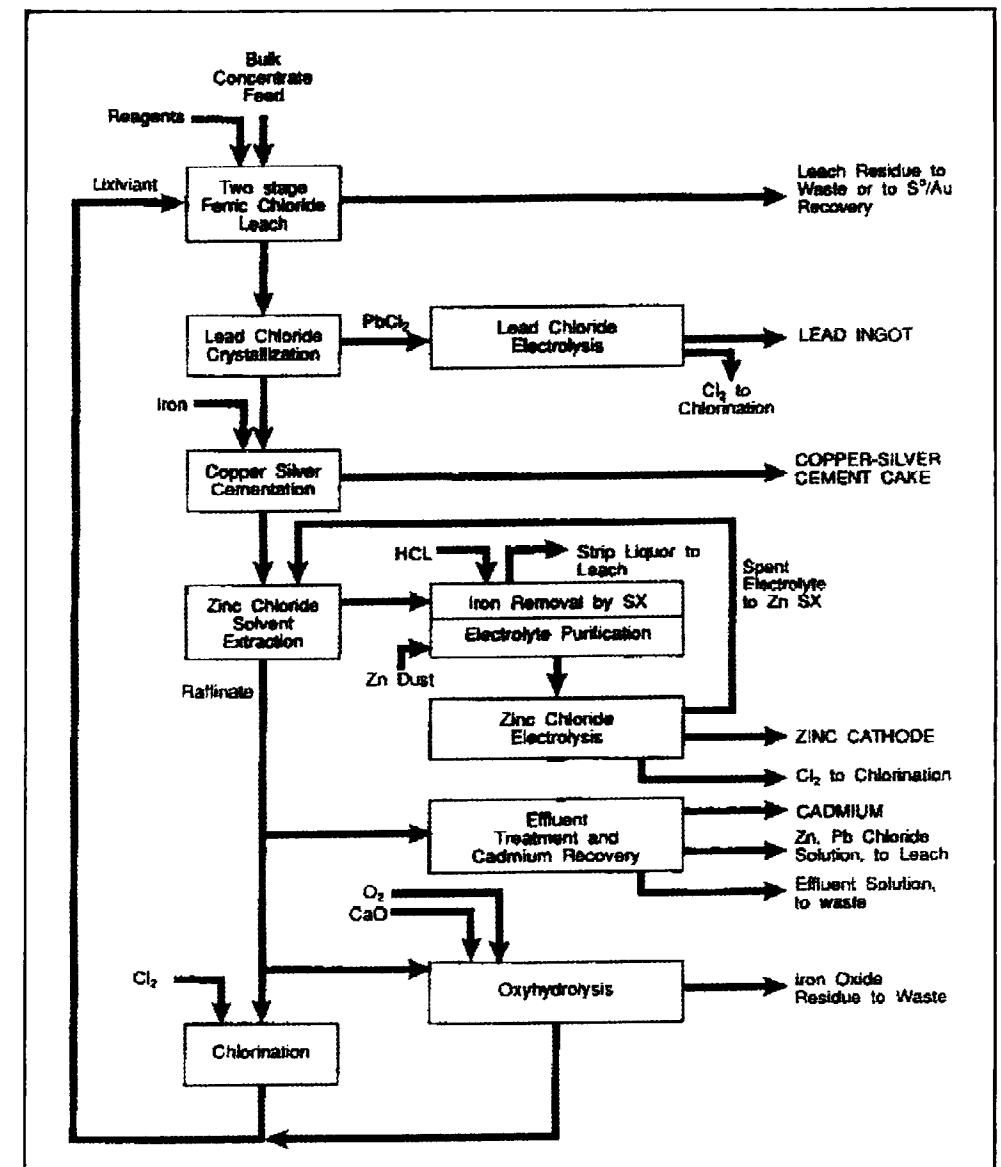 Bulk
Concentrate
Feed
Reagents
Lixiviant
Two stage
Ferric Chloride
Leach
Leach Residue to
Waste or to S°/Au
Recovery
Lead Chloride
Crystallization
PbCl₂
Lead Chloride
Electrolysis
LEAD INGOT
Cl₂ to
Chlorination
Iron
Copper Silver
Cementation
COPPER-SILVER
CEMENT CAKE
HCL
Strip Liquor to
Leach
Spent
Electrolyte
to Zn SX
Zinc Chloride
Solvent
Extraction
Iron Removal by SX
Electrolyte Purification
Zn Dust
Raffinate
Zinc Chloride
Electrolysis
ZINC CATHODE
Cl₂ to Chlorination
Effluent
Treatment and
Cadmium Recovery
CADMIUM
Zn, Pb Chloride
Solution, to Leach
Effluent Solution,
to waste
O₂
CaO
Cl₂
Oxyhydrolysis
Iron Oxide
Residue to Waste
Chlorination